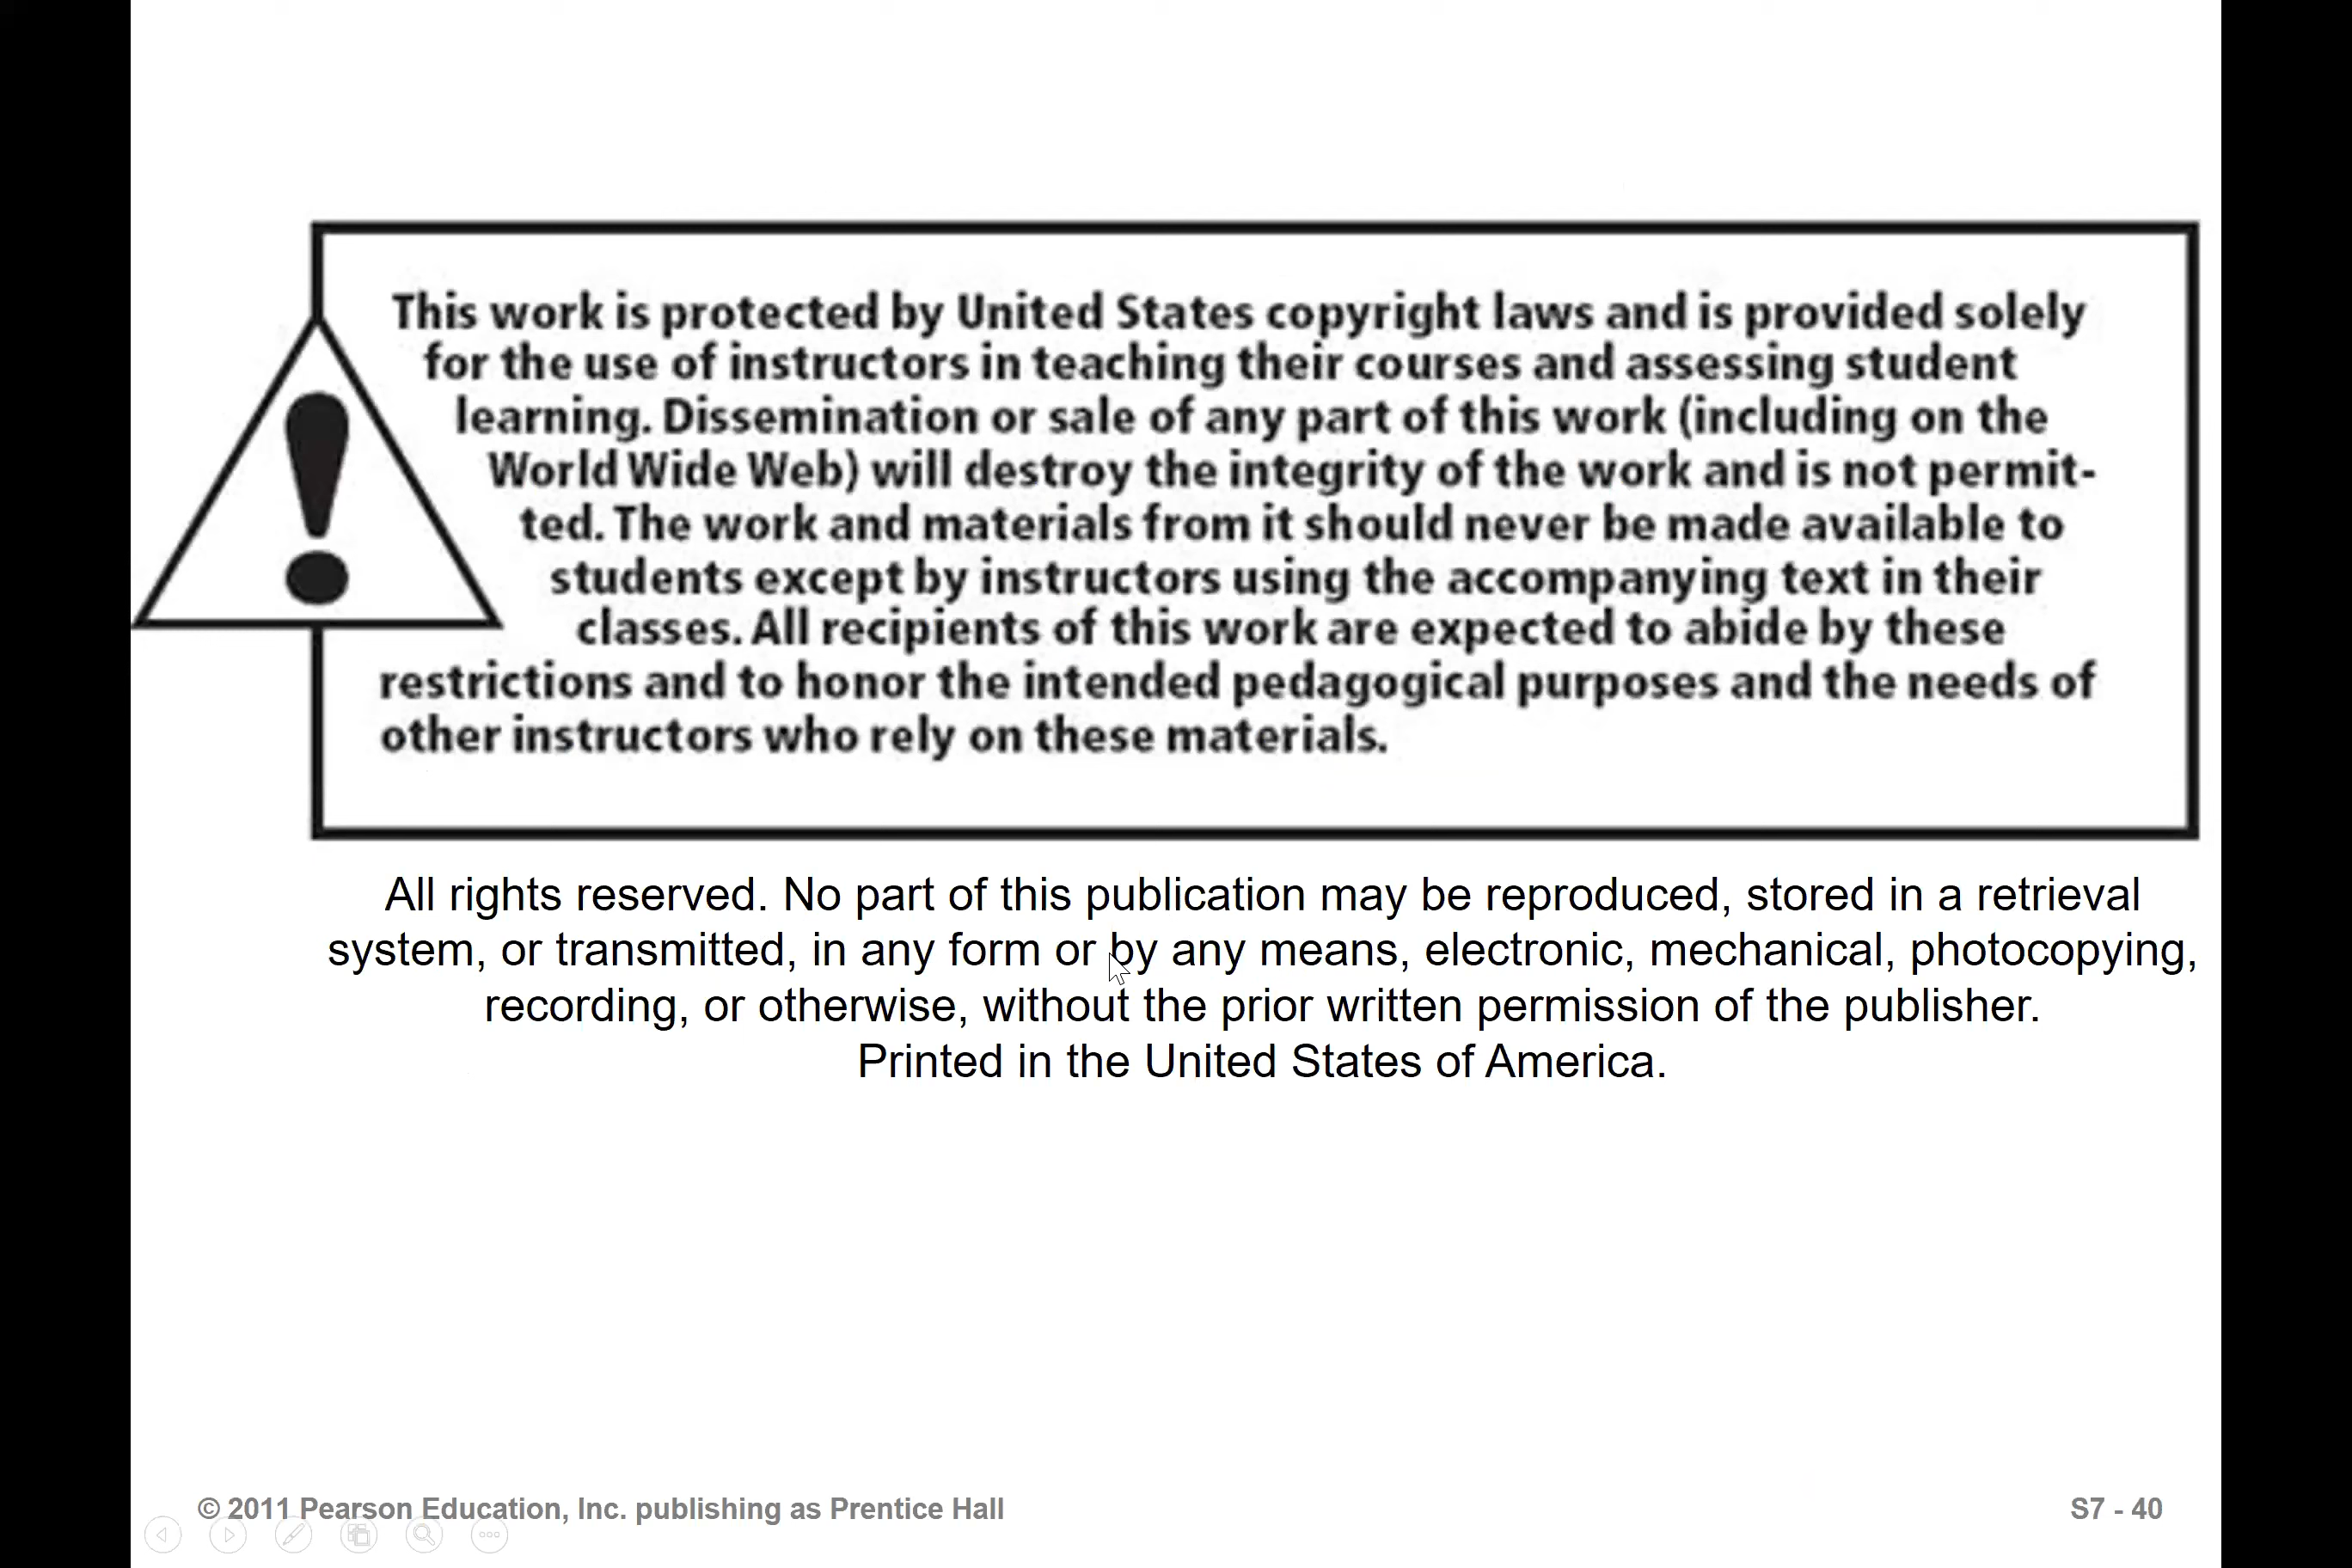 This work is protected by United States copyright laws and is provided solely
for the use of instructors in teaching their courses and assessing student
learning. Dissemination or sale of any part of this work (including on the
World Wide Web) will destroy the integrity of the work and is not permit-
ted. The work and materials from it should never be made available to
students except by instructors using the accompanying text in their
classes. All recipients of this work are expected to abide by these
restrictions and to honor the intended pedagogical purposes and the needs of
other instructors who rely on these materials.
All rights reserved. No part of this publication may be reproduced, stored in a retrieval
system, or transmitted, in any form or by any means, electronic, mechanical, photocopying,
recording, or otherwise, without the prior written permission of the publisher.
Printed in the United States of America.
© 2011 Pearson Education, Inc. publishing as Prentice Hall
S7 - 40